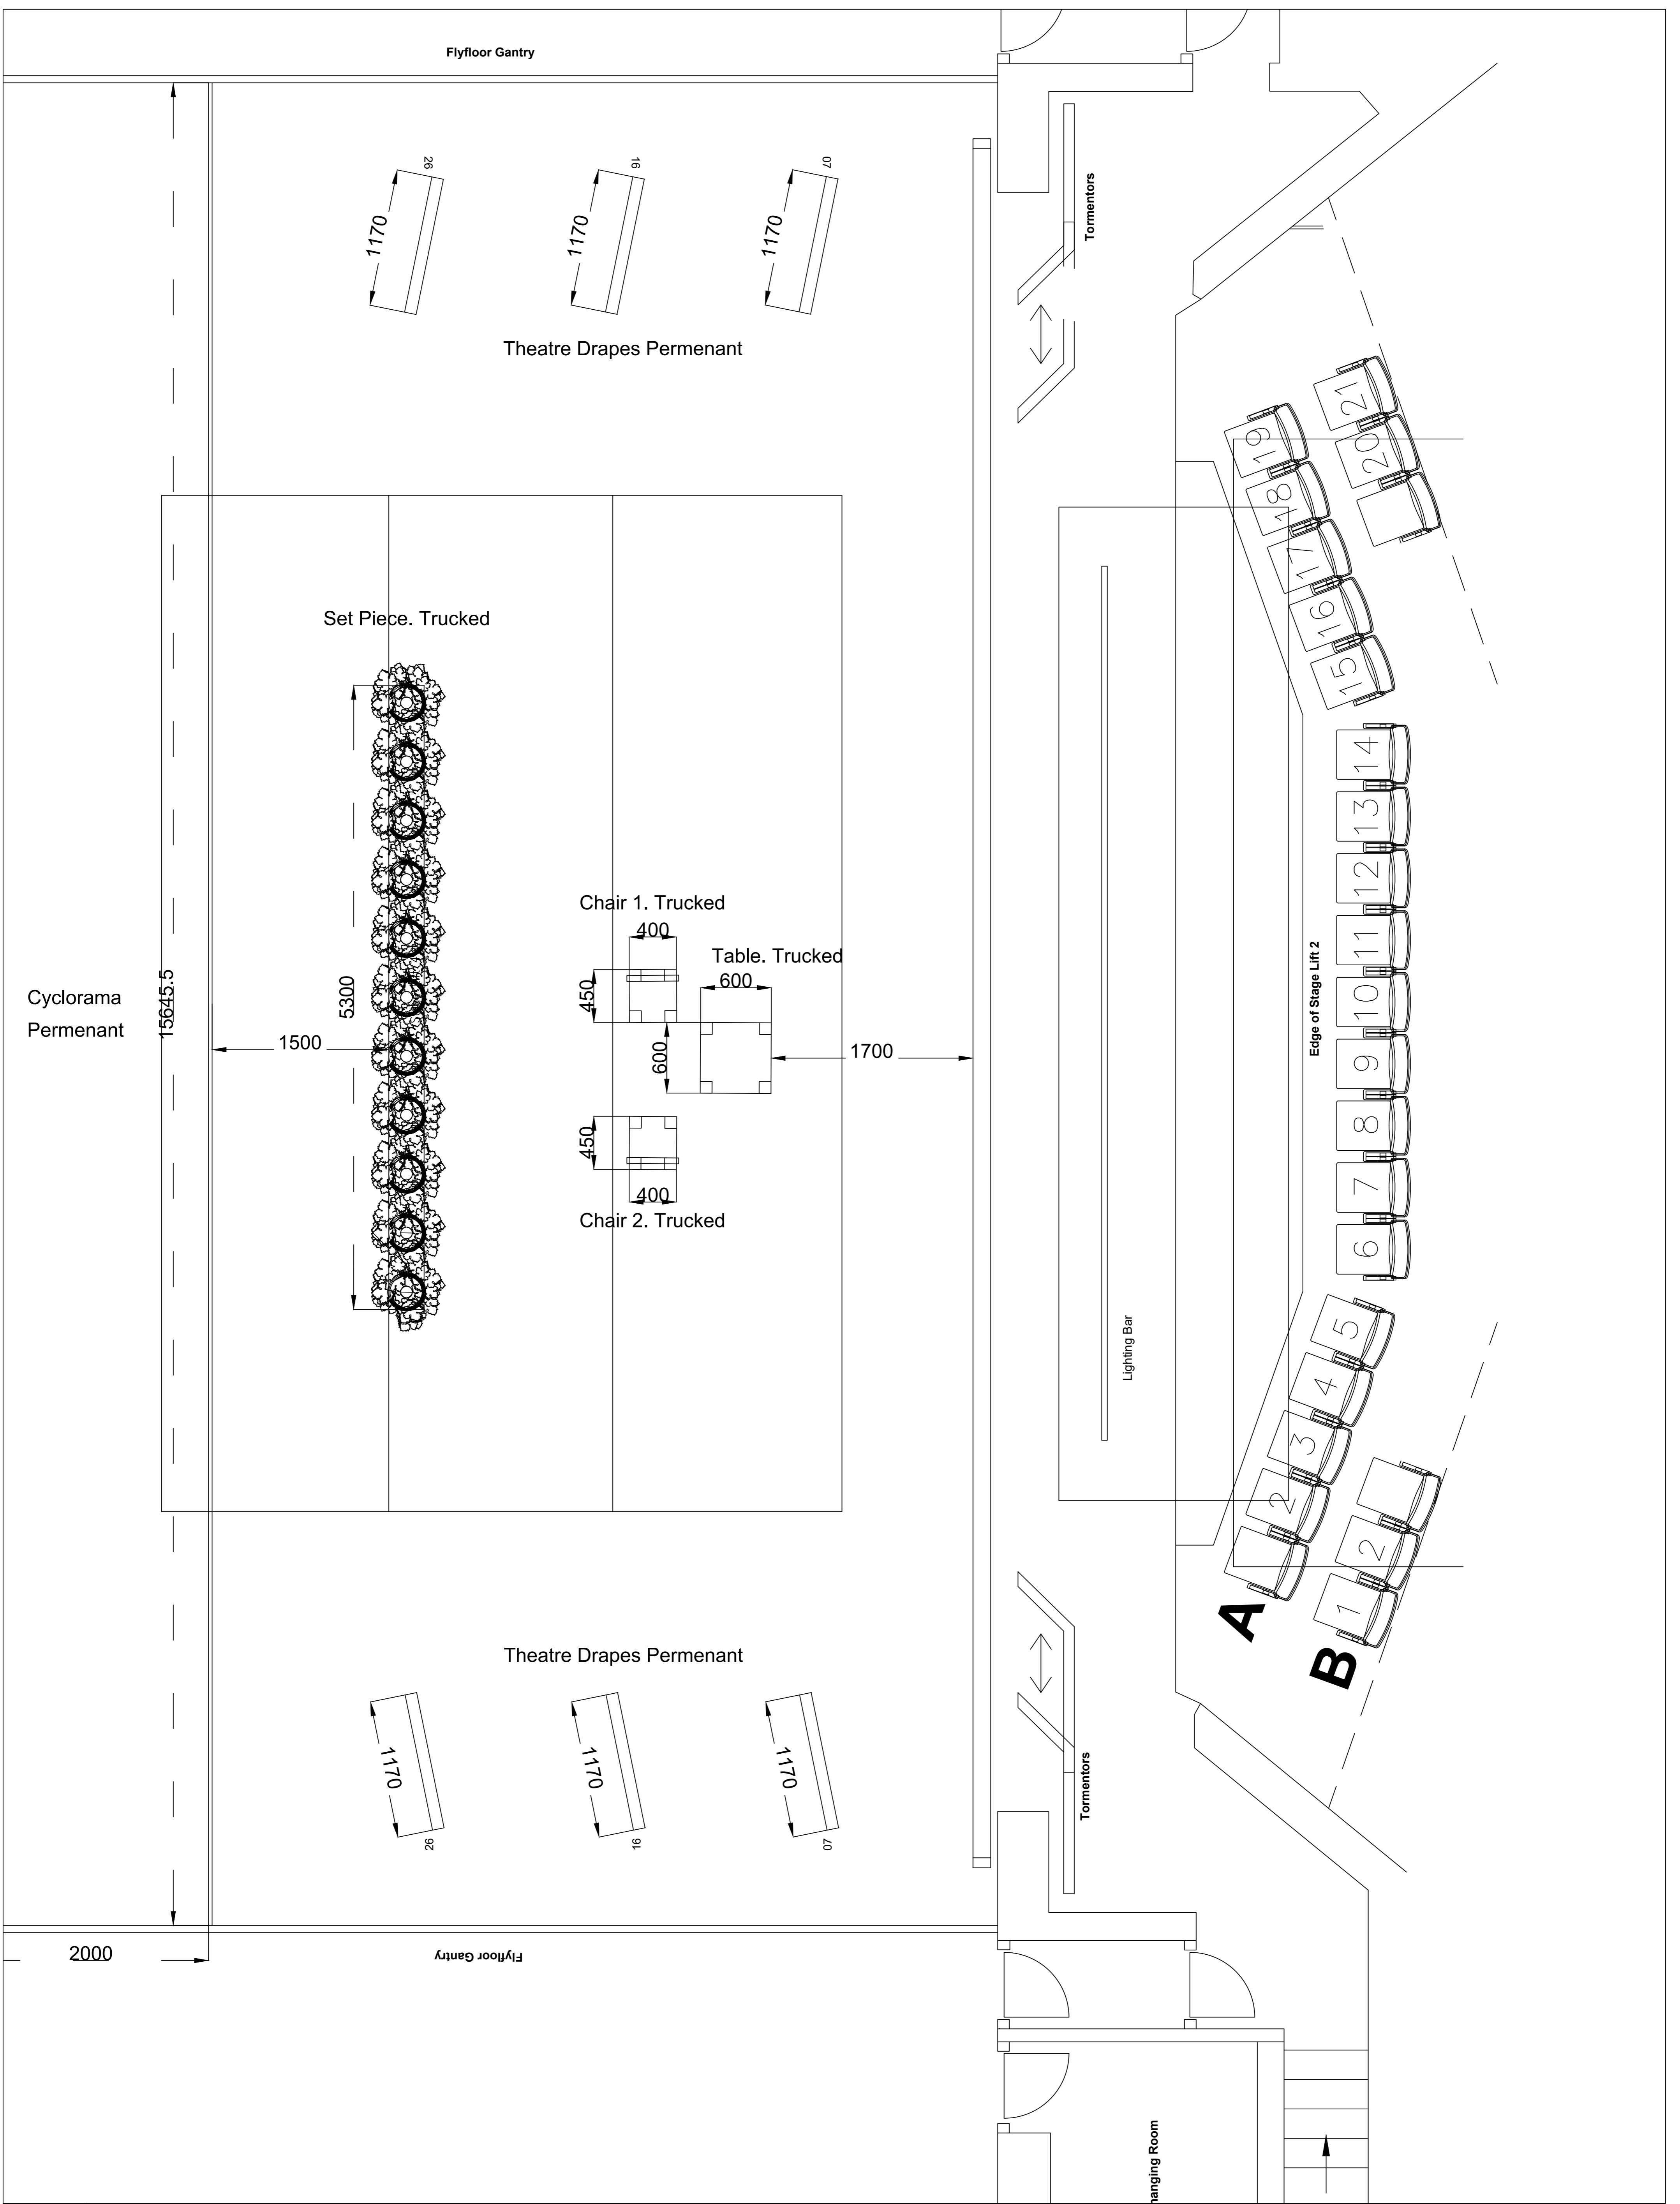 Flyfloor Gantry
26
16
07
1170
1170
1170
Tormentors
Theatre Drapes Permenant
21
20
19
18
17
16
15
Set Piece. Trucked
14
13
12
11
10
9
8
7
6
5
4
3
2
2
1
A
B
Chair 1. Trucked
400
450
Table. Trucked
600
600
1700
Cyclorama
Permenant
15645.5
1500
5300
450
400
Chair 2. Trucked
Edge of Stage Lift 2
Lighting Bar
Theatre Drapes Permenant
1170
1170
1170
26
16
07
Tormentors
2000
Flyfloor Gantry
hanging Room